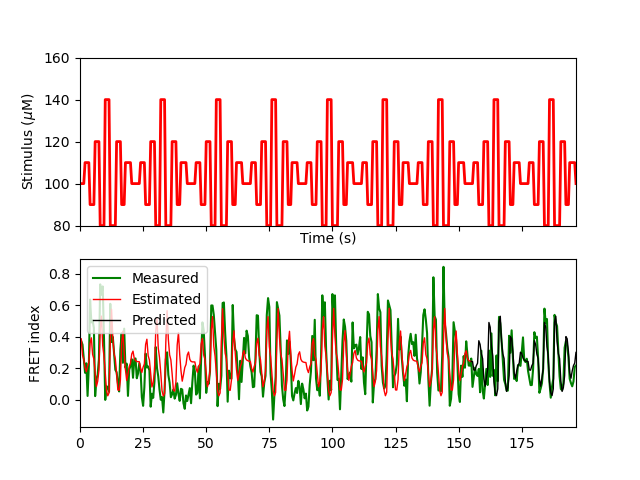 160
140
120
100
80
Stimulus (μM)
Time (s)
0.8
0.6
0.4
0.2
0.0
FRET index
Measured
Estimated
Predicted
0 25 50 75 100 125 150 175